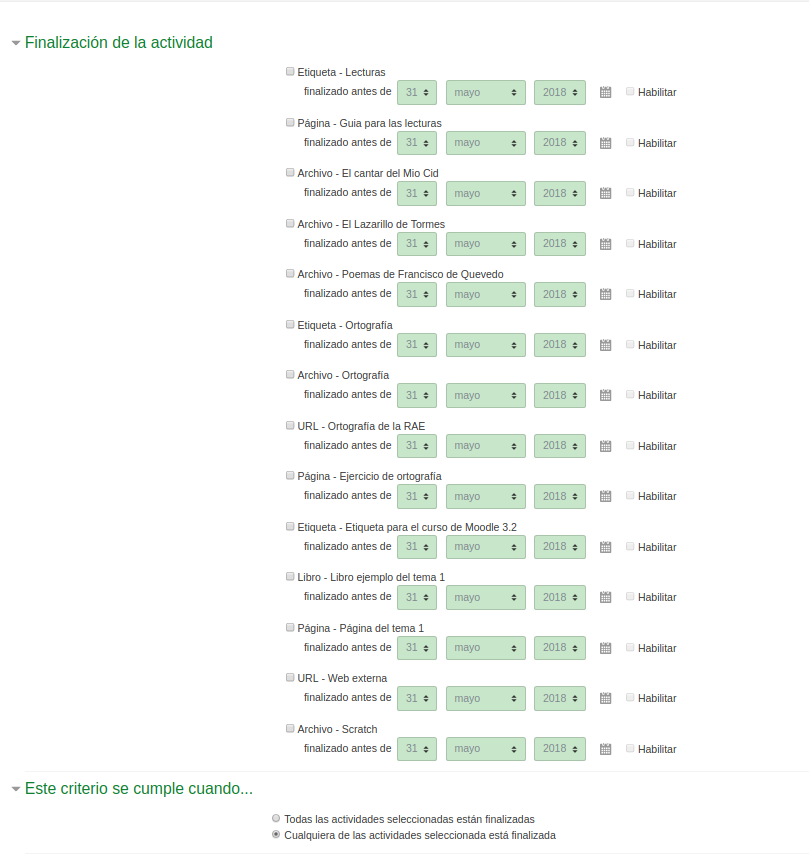 Finalización de la actividad
Etiqueta - Lecturas
finalizado antes de 31 mayo 2018 Habilitar
Página - Guia para las lecturas
finalizado antes de 31 mayo 2018 Habilitar
Archivo - El cantar del Mio Cid
finalizado antes de 31 mayo 2018 Habilitar
Archivo - El Lazarillo de Tormes
finalizado antes de 31 mayo 2018 Habilitar
Archivo - Poemas de Francisco de Quevedo
finalizado antes de 31 mayo 2018 Habilitar
Etiqueta - Ortografía
finalizado antes de 31 mayo 2018 Habilitar
Archivo - Ortografía
finalizado antes de 31 mayo 2018 Habilitar
URL - Ortografía de la RAE
finalizado antes de 31 mayo 2018 Habilitar
Página - Ejercicio de ortografía
finalizado antes de 31 mayo 2018 Habilitar
Etiqueta - Etiqueta para el curso de Moodle 3.2
finalizado antes de 31 mayo 2018 Habilitar
Libro - Libro ejemplo del tema 1
finalizado antes de 31 mayo 2018 Habilitar
Página - Página del tema 1
finalizado antes de 31 mayo 2018 Habilitar
URL - Web externa
finalizado antes de 31 mayo 2018 Habilitar
Archivo - Scratch
finalizado antes de 31 mayo 2018 Habilitar
Este criterio se cumple cuando...
Todas las actividades seleccionadas están finalizadas
Cualquiera de las actividades seleccionada está finalizada